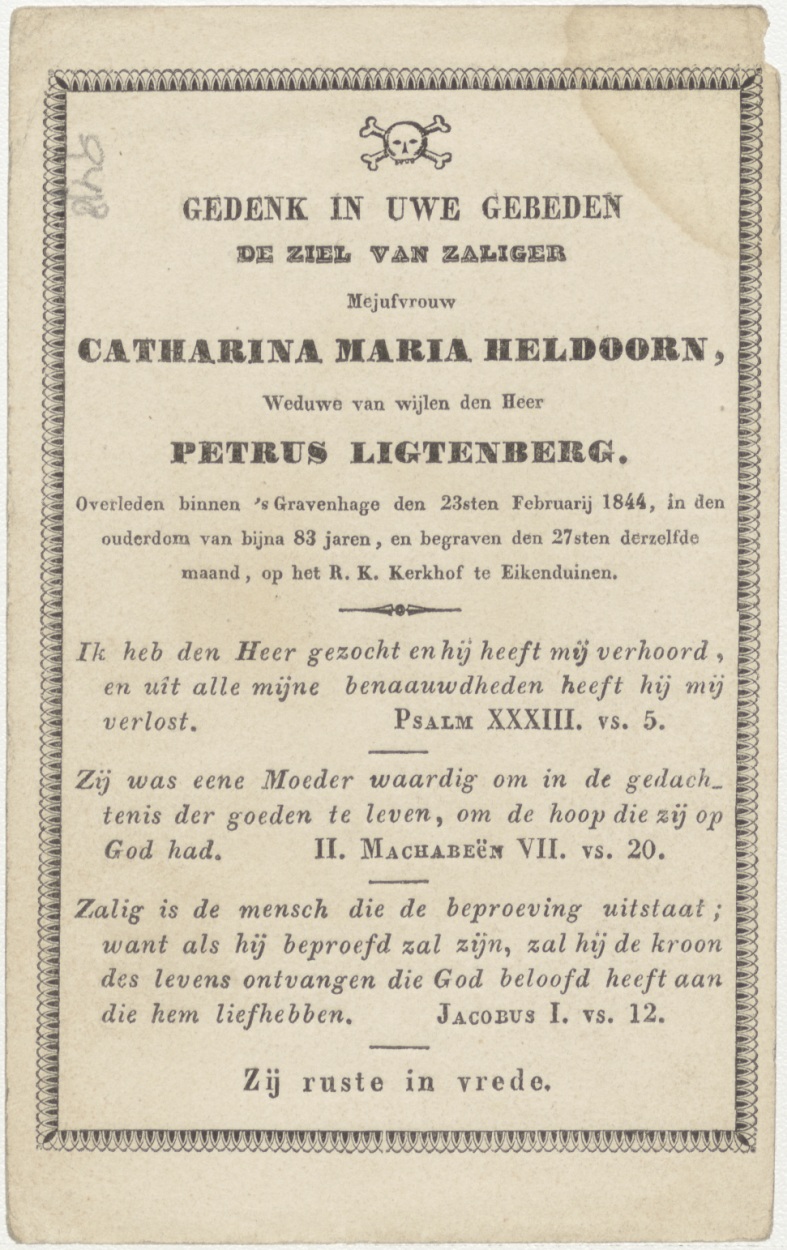 GEDENK IN UWE GEBEDEN
DE ZIEL VAN ZALIGER
Mejufvrouw
CATHARINA MARIA HELDOORN,
Weduwe van wijlen den Heer
PETRUS LIGTENBERG.
Overleden binnen 's Gravenhage den 23sten Februarij 1844, in den
ouderdom van bijna 83 jaren, en begraven den 27sten derzelfde
maand, op het R. K. Kerkhof te Eikenduinen.
Ik heb den Heer gezocht en hij heeft mij verhoord,
en uit alle mijne benaauwdheden heeft hij mij
verlost. PSALM XXXIII. vs. 5.
Zij was eene Moeder waardig om in de gedach-
tenis der goeden te leven, om de hoop die zij op
God had. II. MACHABEëN VII. vs. 20.
Zalig is de mensch die de beproeving uitstaat;
want als hij beproefd zal zijn, zal hij de kroon
des levens ontvangen die God beloofd heeft aan
die hem liefhebben. JACOBUS I. vs. 12.
Zij ruste in vrede.